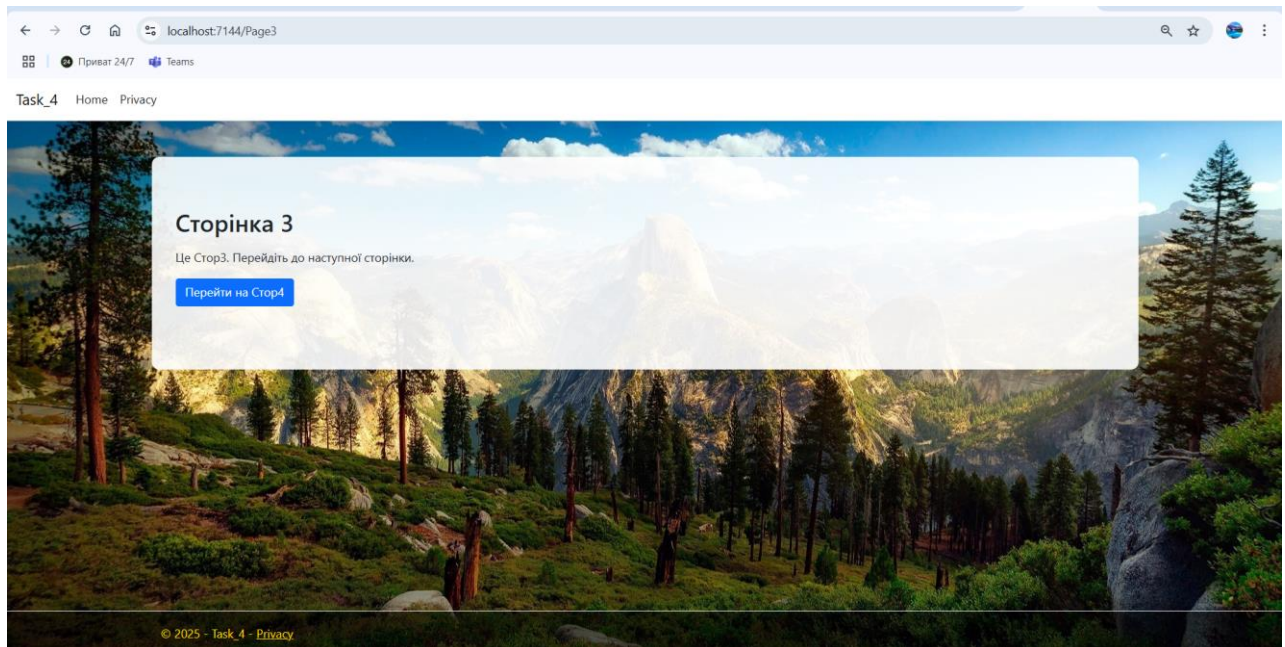 localhost:7144/Page3
24 Приват 24/7 Teams
Task_4 Home Privacy
Сторінка 3
Це Стор3. Перейдіть до наступної сторінки.
Перейти на Стор4
© 2025 - Task_4 - Privacy